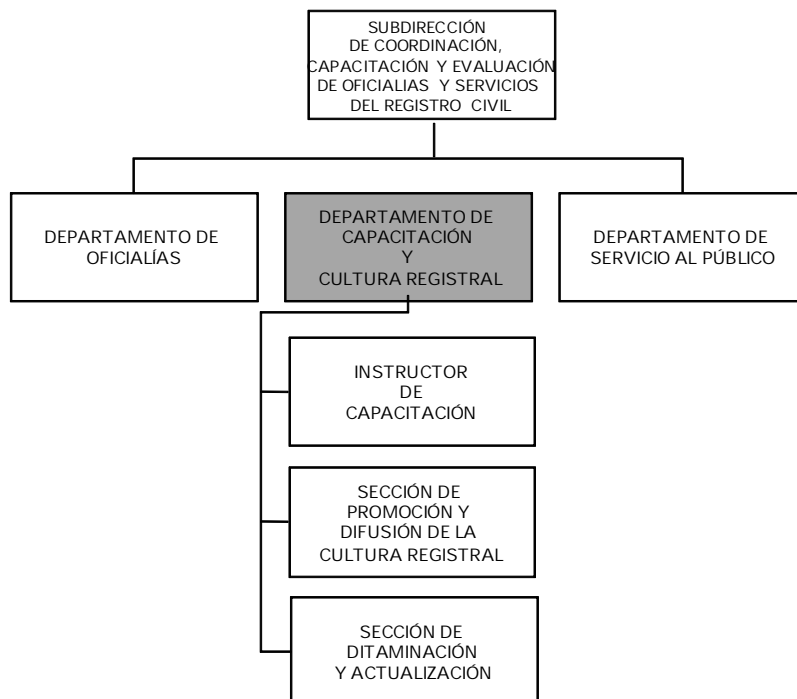 SUBDIRECCIÓN
DE COORDINACIÓN,
CAPACITACIÓN Y EVALUACIÓN
DE OFICIALIAS Y SERVICIOS
DEL REGISTRO CIVIL
DEPARTAMENTO DE
OFICIALÍAS
DEPARTAMENTO DE
CAPACITACIÓN
Y
CULTURA REGISTRAL
DEPARTAMENTO DE
SERVICIO AL PÚBLICO
INSTRUCTOR
DE
CAPACITACIÓN
SECCIÓN DE
PROMOCIÓN Y
DIFUSIÓN DE LA
CULTURA REGISTRAL
SECCIÓN DE
DITAMINACIÓN
Y ACTUALIZACIÓN